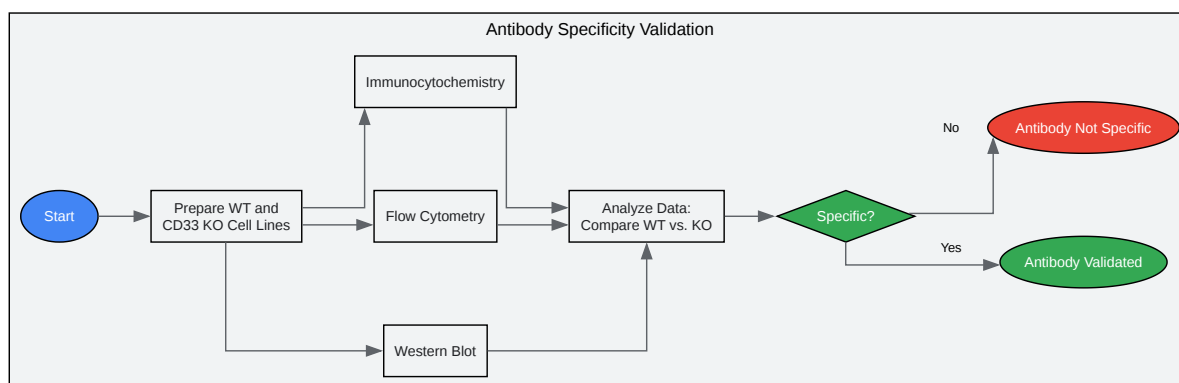 Antibody Specificity Validation
Immunocytochemistry
No
Antibody Not Specific
Start
Prepare WT and
CD33 KO Cell Lines
Flow Cytometry
Analyze Data:
Compare WT vs. KO
Specific?
Yes
Antibody Validated
Western Blot